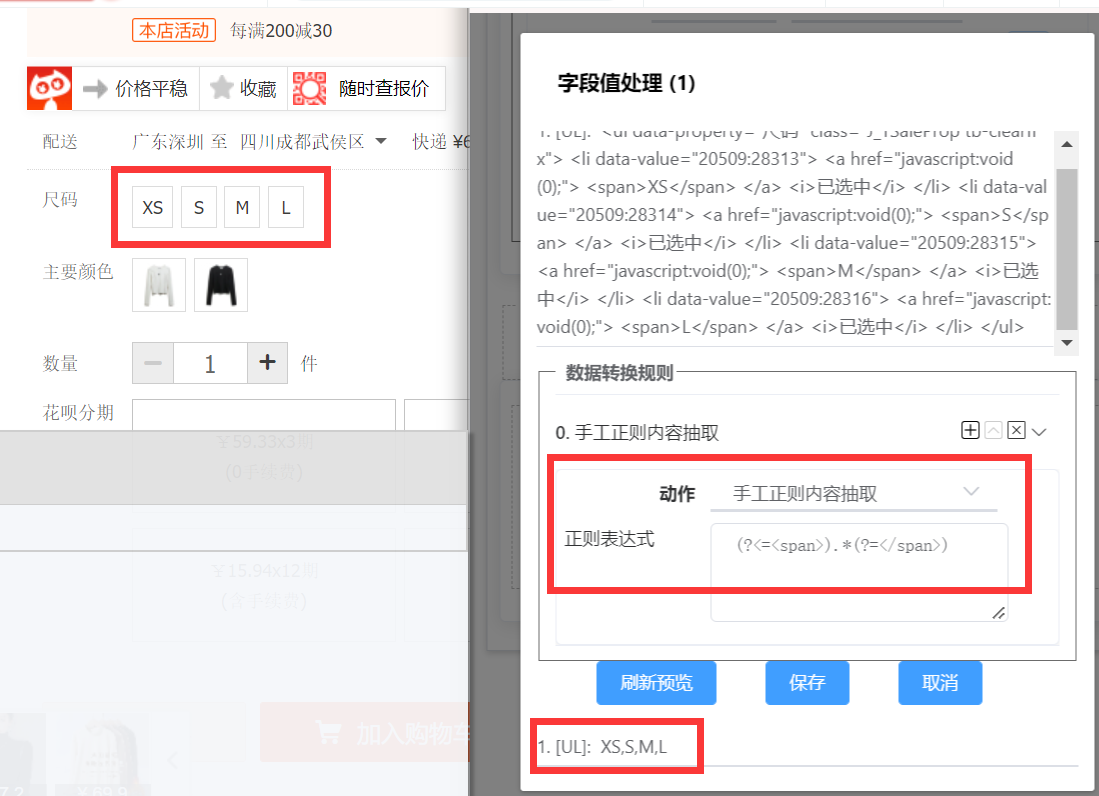 本店活动 每满200减30
价格平稳 收藏 随时查报价
配送 广东深圳 至 四川成都武侯区 快递 ¥6
尺码 XS S M L
主要颜色
数量 1 件
花呗分期
¥59.33x3期
(0手续费)
¥15.94x12期
(含手续费)
加入购物车
7.2 ¥69.9
字段值处理 (1)
1. [UL]: <ul data-property="尺码" class="J_TSaleProp tb-clearfi
x"> <li data-value="20509:28313"> <a href="javascript:void
(0);"> <span>XS</span> </a> <i>已选中</i> </li> <li data-val
ue="20509:28314"> <a href="javascript:void(0);"> <span>S</sp
an> </a> <i>已选中</i> </li> <li data-value="20509:28315">
<a href="javascript:void(0);"> <span>M</span> </a> <i>已选
中</i> </li> <li data-value="20509:28316"> <a href="javascript:
void(0);"> <span>L</span> </a> <i>已选中</i> </li> </ul>
数据转换规则
0. 手工正则内容抽取
动作 手工正则内容抽取
正则表达式 (?<=<span>).*(?=</span>)
刷新预览 保存 取消
1. [UL]: XS,S,M,L